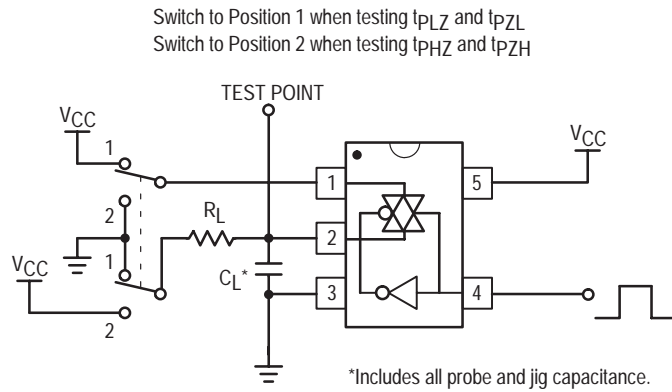 Switch to Position 1 when testing tPLZ and tPZL
Switch to Position 2 when testing tPHZ and tPZH
TEST POINT
VCC
VCC
1
1
5
2
RL
2
1
VCC
CL*
3
4
2
*Includes all probe and jig capacitance.